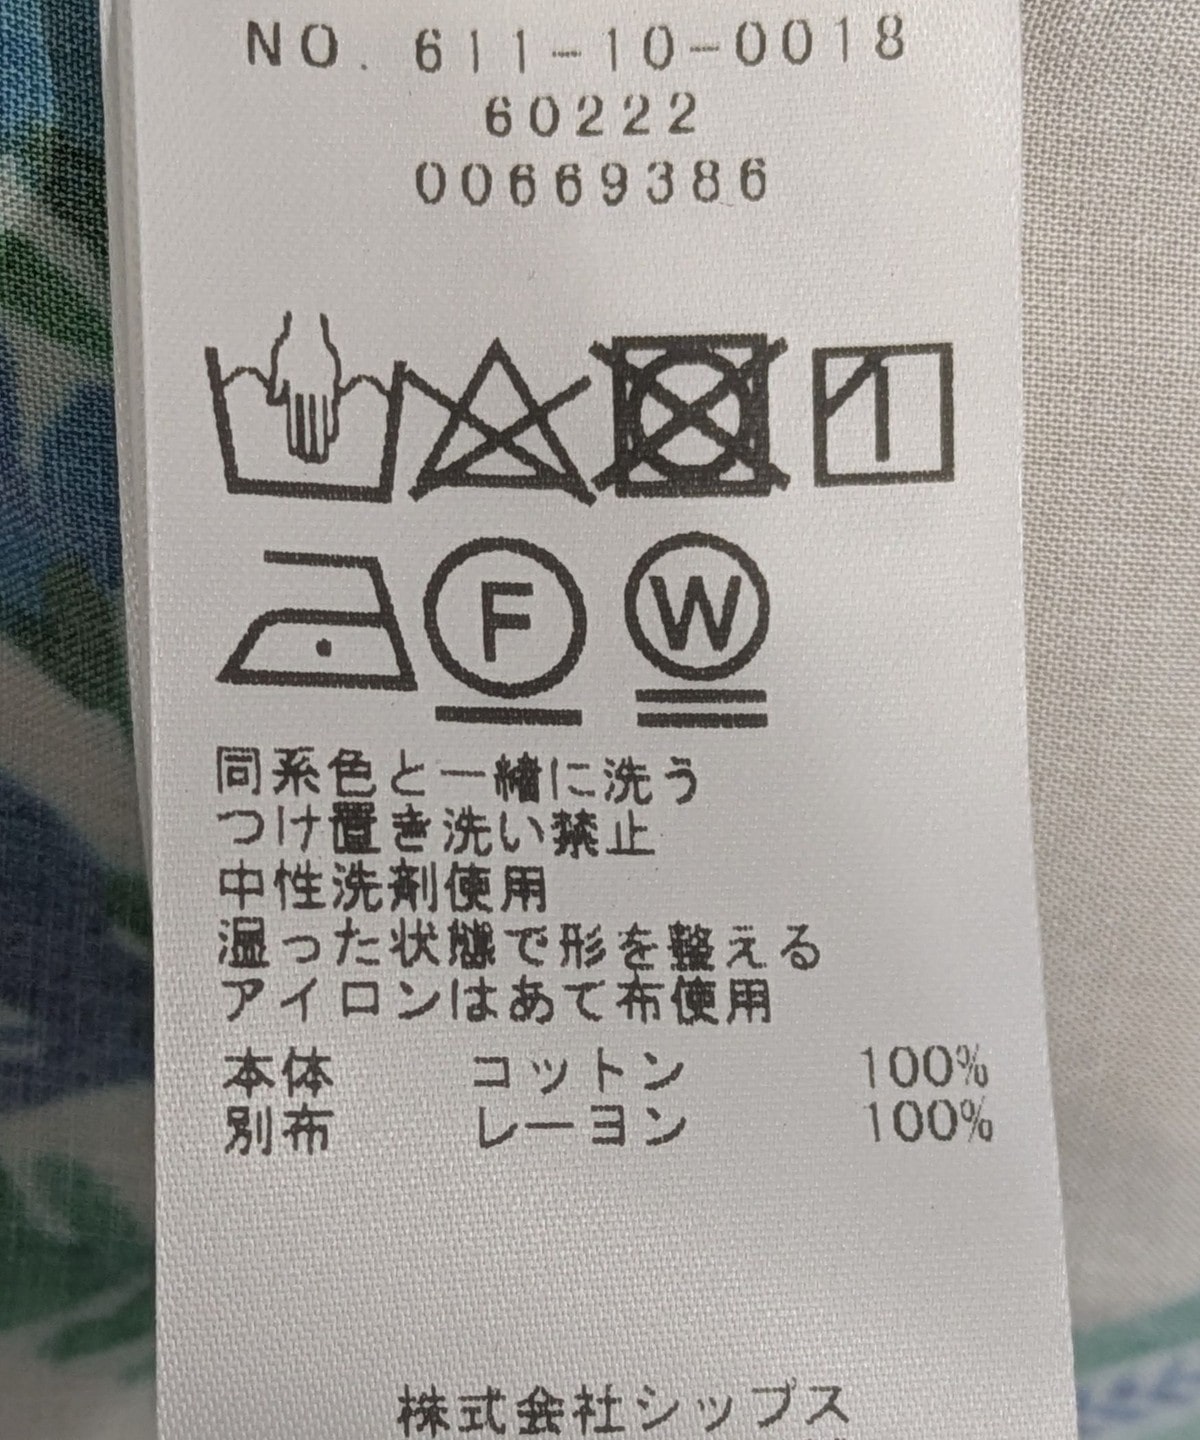 NO. 611-10-0018
60222
00669386
F W
同系色と一緒に洗う
つけ置き洗い禁止
中性洗剤使用
湿った状態で形を整える
アイロンはあて布使用
本体 コットン 100%
別布 レーヨン 100%
株式会社シップス